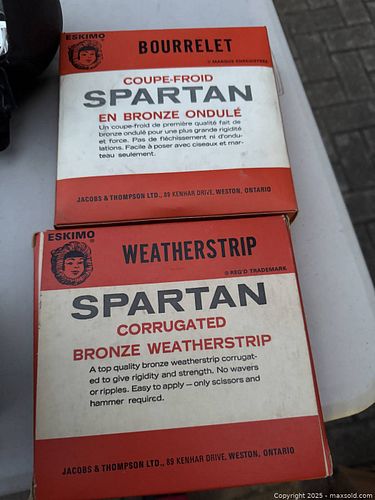 ESKIMO
BOURRELET
® MARQUE ENREGISTRÉE
COUPE-FROID
SPARTAN
EN BRONZE ONDULÉ
Un coupe-froid de première qualité fait de
bronze ondulé pour une plus grande rigidité
et force. Pas de fléchissement ni d'ondu-
lations. Facile à poser avec ciseaux et mar-
teau seulement.
JACOBS & THOMPSON LTD., 89 KENHAR DRIVE, WESTON, ONTARIO
ESKIMO
®
WEATHERSTRIP
® REG'D TRADEMARK
SPARTAN
CORRUGATED
BRONZE WEATHERSTRIP
A top quality bronze weatherstrip corrugat-
ed to give rigidity and strength. No wavers
or ripples. Easy to apply — only scissors and
hammer required.
JACOBS & THOMPSON LTD., 89 KENHAR DRIVE, WESTON, ONTARIO
Copyright 2025 - maxsold.com